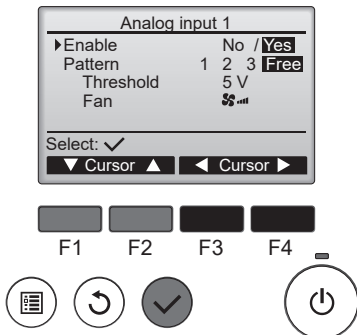 Analog input 1
Enable No / Yes
Pattern 1 2 3 Free
Threshold 5 V
Fan
Select:
Cursor Cursor
F1 F2 F3 F4